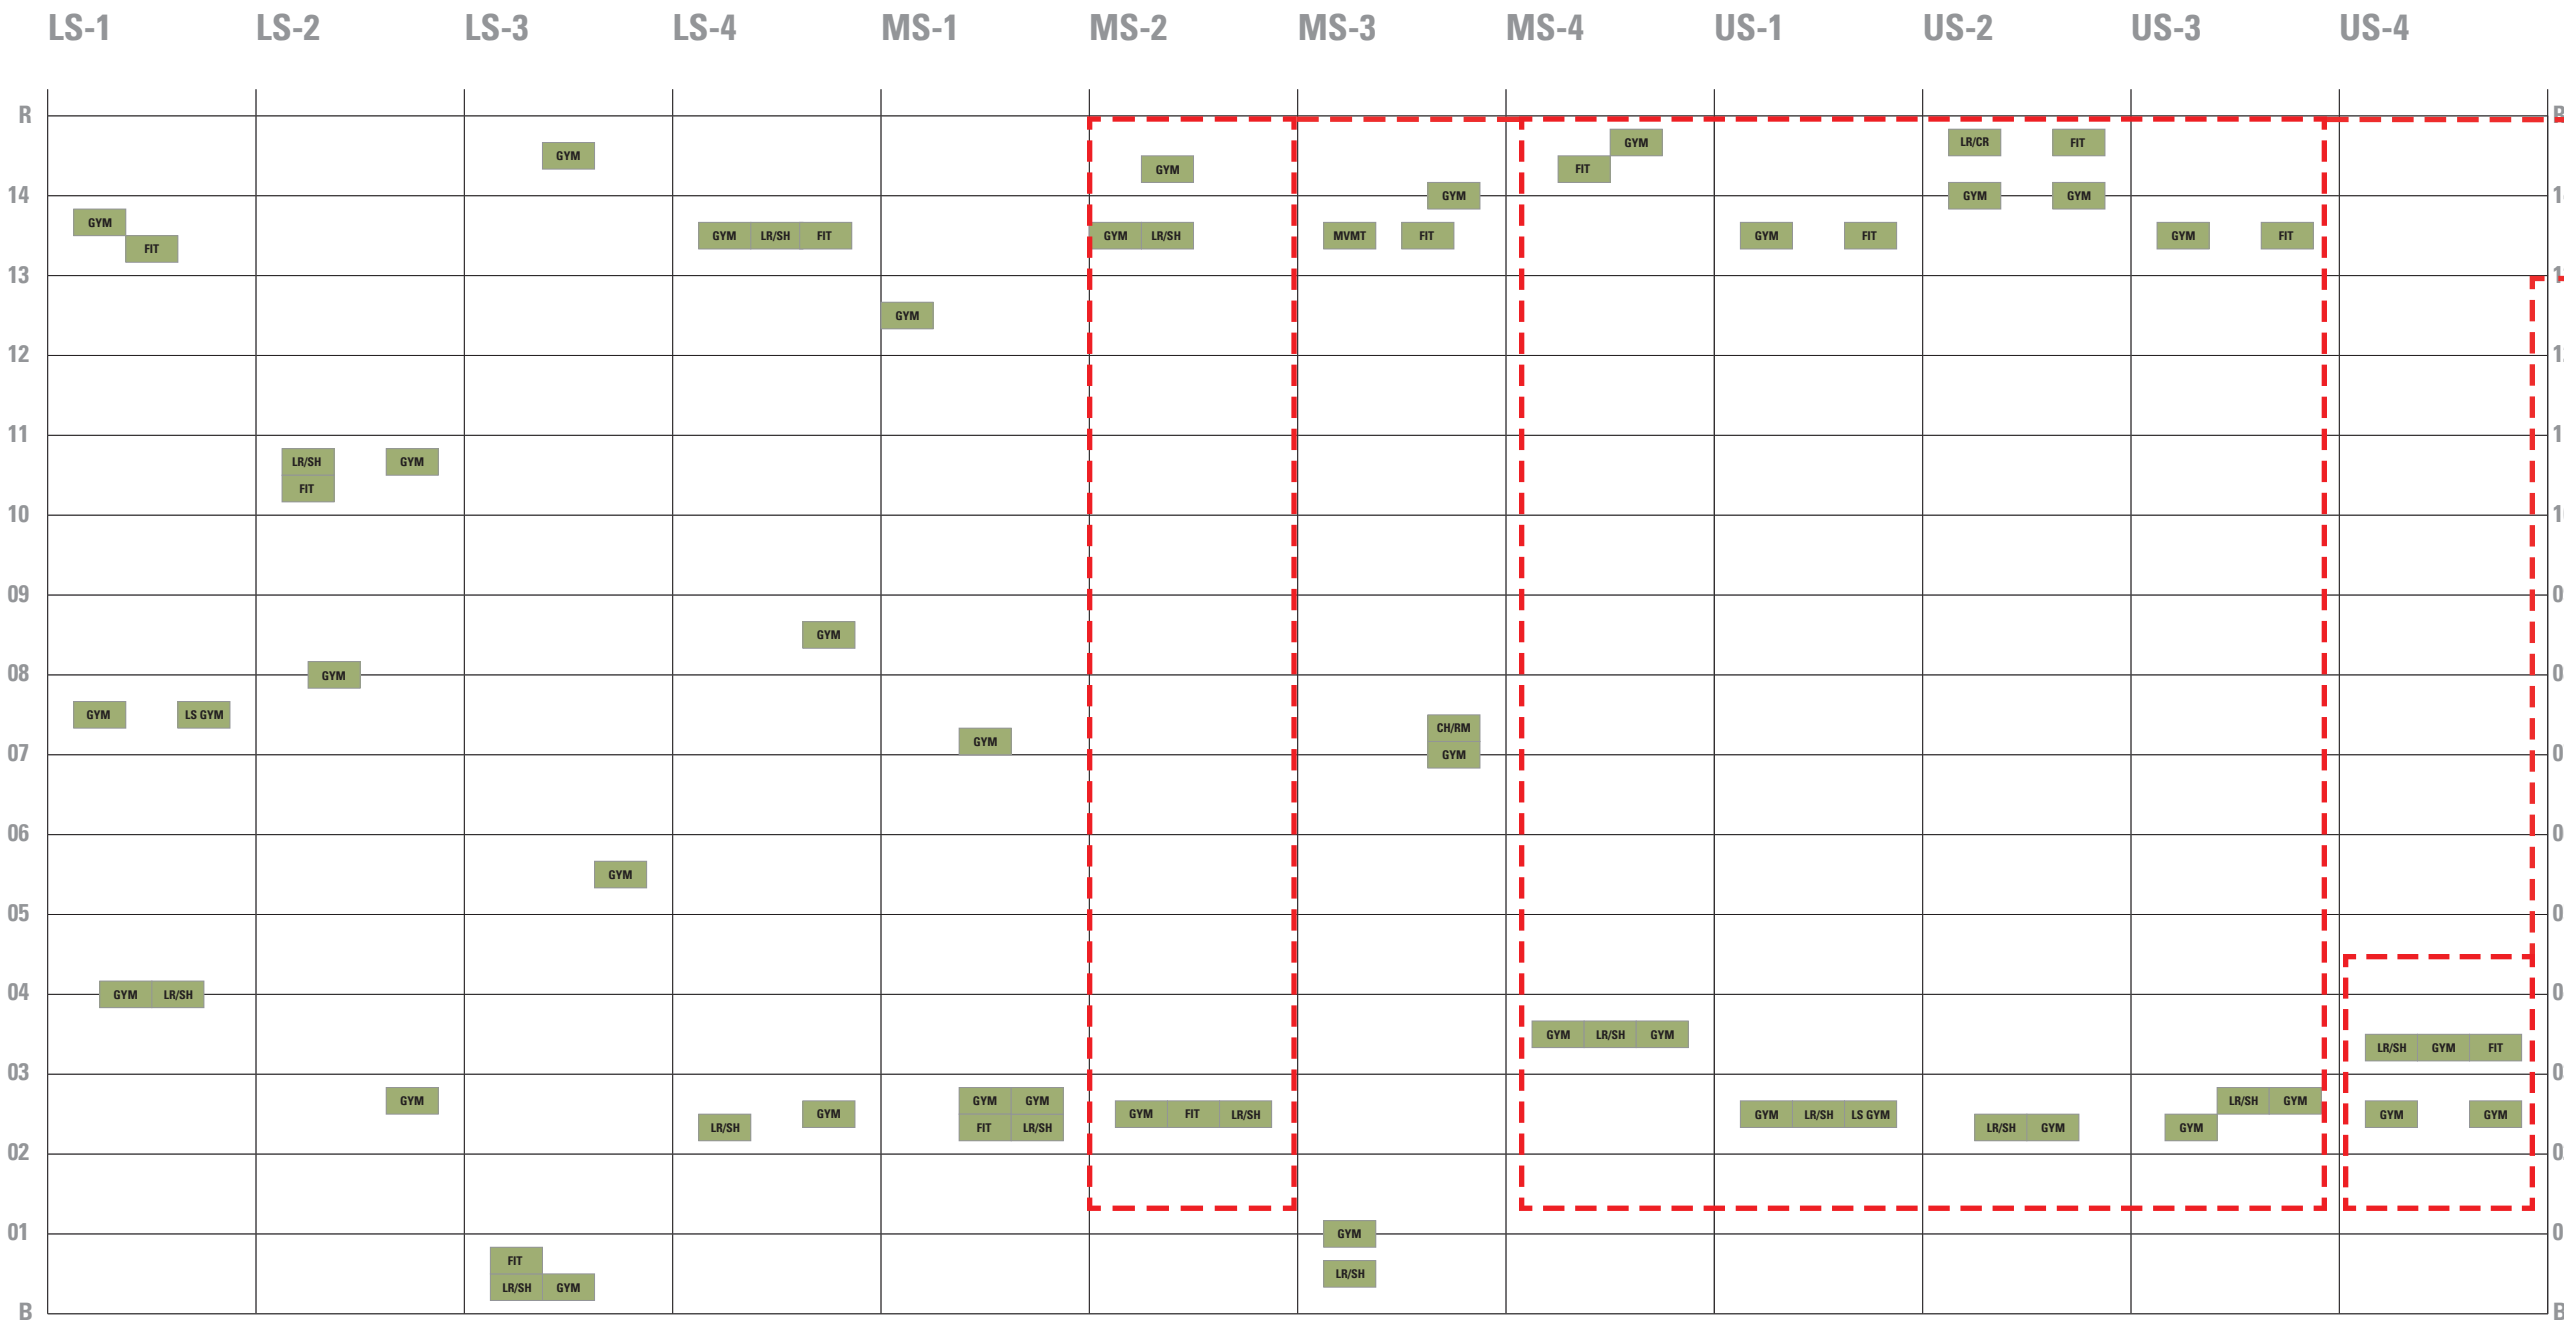 LS-1 LS-2 LS-3 LS-4 MS-1 MS-2 MS-3 MS-4 US-1 US-2 US-3 US-4
R
GYM LR/CR FIT
GYM GYM FIT
14 GYM GYM GYM
GYM GYM LR/SH FIT GYM LR/SH MVMT FIT GYM FIT GYM FIT
FIT
13
GYM
12
11
LR/SH GYM
FIT
10
09
GYM
08 GYM
GYM LS GYM CH/RM
GYM
07 GYM
06
GYM
05
04 GYM LR/SH
GYM LR/SH GYM LR/SH GYM FIT
03
GYM GYM GYM LR/SH GYM
GYM GYM FIT LR/SH GYM LR/SH LS GYM GYM GYM
LR/SH FIT LR/SH LR/SH GYM GYM
02
01 GYM
FIT LR/SH
LR/SH GYM
B